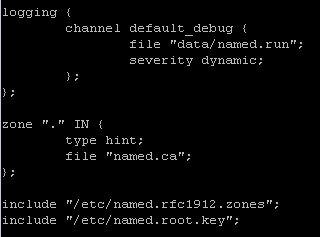 logging {
        channel default_debug {
                file "data/named.run";
                severity dynamic;
        };
};

zone "." IN {
        type hint;
        file "named.ca";
};

include "/etc/named.rfc1912.zones";
include "/etc/named.root.key";